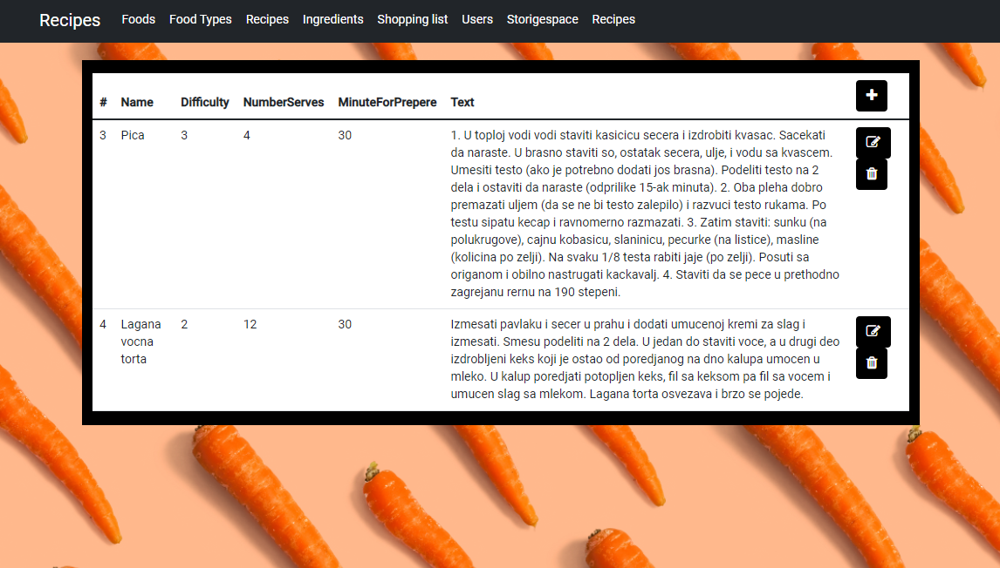 Recipes Foods Food Types Recipes Ingredients Shopping list Users Storigespace Recipes
# Name Difficulty NumberServes MinuteForPrepere Text
3 Pica 3 4 30 1. U toploj vodi vodi staviti kasicicu secera i izdrobiti kvasac. Sacekati
da naraste. U brasno staviti so, ostatak secera, ulje, i vodu sa kvascem.
Umesiti testo (ako je potrebno dodati jos brasna). Podeliti testo na 2
dela i ostaviti da naraste (odprilike 15-ak minuta). 2. Oba pleha dobro
premazati uljem (da se ne bi testo zalepilo) i razvuci testo rukama. Po
testu sipatu kecap i ravnomerno razmazati. 3. Zatim staviti: sunku (na
polukrugove), cajnu kobasicu, slaninicu, pecurke (na listice), masline
(kolicina po zelji). Na svaku 1/8 testa rabiti jaje (po zelji). Posuti sa
origanom i obilno nastrugati kackavalj. 4. Staviti da se pece u prethodno
zagrejanu rernu na 190 stepeni.
4 Lagana 2 12 30 Izmesati pavlaku i secer u prahu i dodati umucenoj kremi za slag i
vocna izmesati. Smesu podeliti na 2 dela. U jedan do staviti voce, a u drugi deo
torta izdrobljeni keks koji je ostao od poredjanog na dno kalupa umocen u
mleko. U kalup poredjati potopljen keks, fil sa keksom pa fil sa vocem i
umucen slag sa mlekom. Lagana torta osvezava i brzo se pojede.